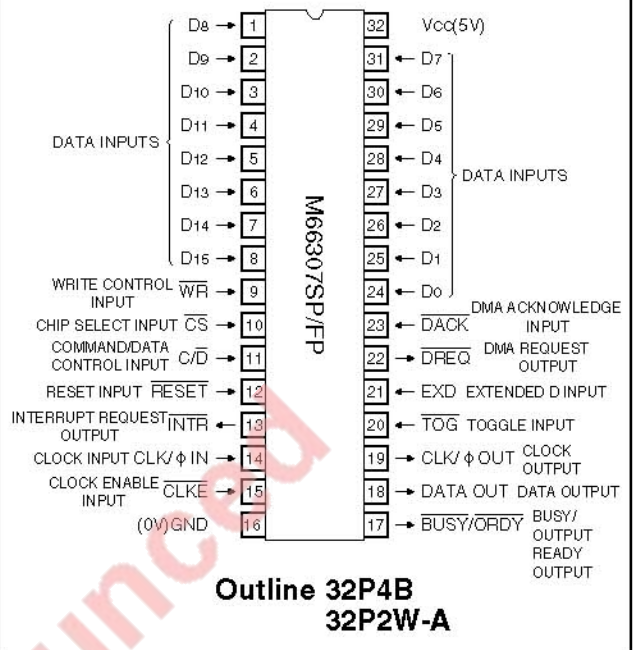 D8 1 32 Vcc(5V)
D9 2 31 D7
D10 3 30 D6
D11 4 29 D5
DATA INPUTS D12 5 28 D4 DATA INPUTS
D13 6 27 D3
D14 7 26 D2
D15 8 25 D1
WRITE CONTROL INPUT WR 9 24 D0
CHIP SELECT INPUT CS 10 23 DACK DMA ACKNOWLEDGE INPUT
COMMAND/DATA CONTROL INPUT C/D 11 22 DREQ DMA REQUEST OUTPUT
RESET INPUT RESET 12 21 EXD EXTENDED D INPUT
INTERRUPT REQUEST OUTPUT INTR 13 20 TOG TOGGLE INPUT
CLOCK INPUT CLK/ϕ IN 14 19 CLK/ϕ OUT CLOCK OUTPUT
CLOCK ENABLE INPUT CLKE 15 18 DATA OUT DATA OUTPUT
(0V)GND 16 17 BUSY/ORDY BUSY/ OUTPUT READY OUTPUT
M66307SP/FP
Outline 32P4B
32P2W-A
unced